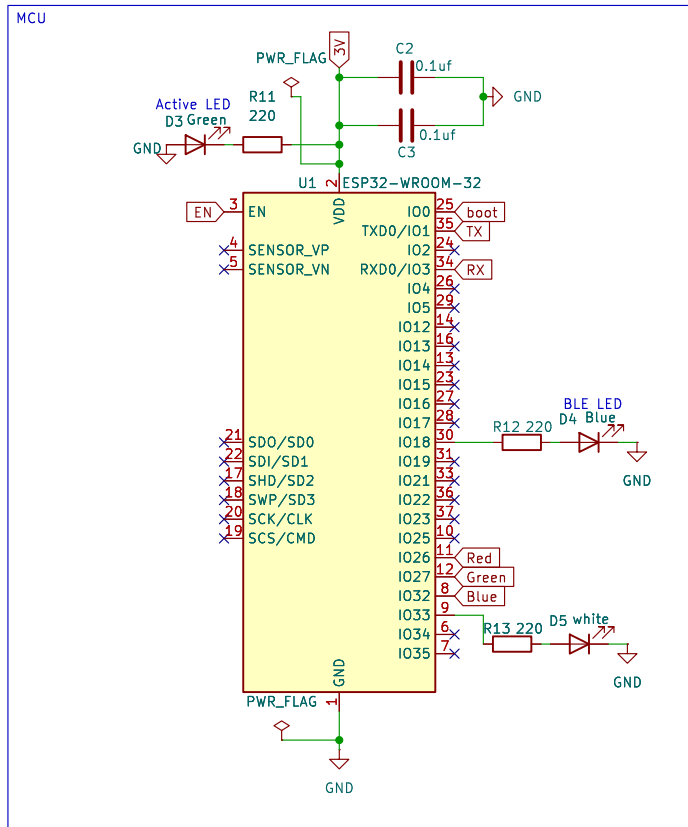 MCU
3V
C2
PWR_FLAG
0.1uf
Active LED
R11
GND
D3 Green
220
0.1uf
GND
C3
U1
2
ESP32-WROOM-32
VDD
EN
3
EN
IO0
25
boot
TXD0/IO1
35
TX
4
SENSOR_VP
IO2
24
5
SENSOR_VN
RXD0/IO3
34
RX
IO4
26
IO5
29
IO12
14
IO13
16
IO14
13
IO15
23
IO16
27
BLE LED
IO17
28
D4 Blue
R12 220
21
SDO/SD0
IO18
30
22
SDI/SD1
IO19
31
17
SHD/SD2
IO21
33
GND
18
SWP/SD3
IO22
36
20
SCK/CLK
IO23
37
19
SCS/CMD
IO25
10
IO26
11
Red
IO27
12
Green
IO32
8
Blue
IO33
9
D5 white
R13 220
IO34
6
IO35
7
GND
GND
PWR_FLAG
1
GND